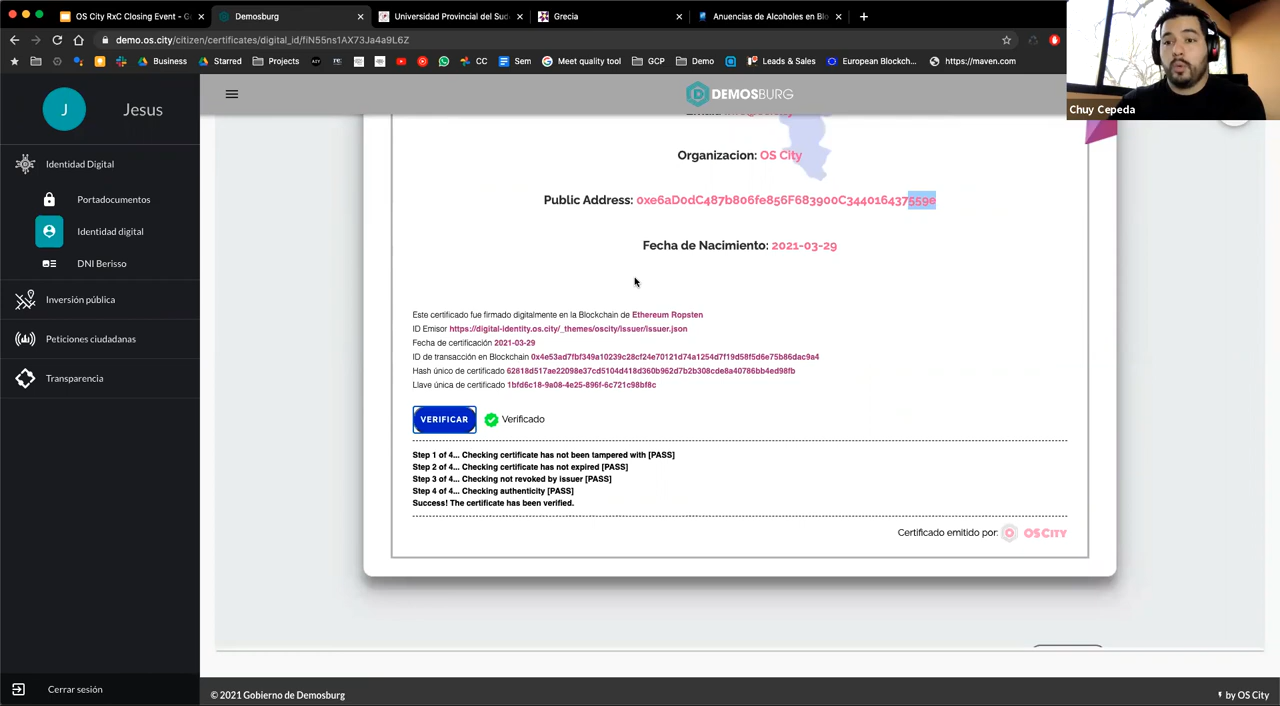 OS City RxC Closing Event - G
Demosburg
Universidad Provincial del Sud
Grecia
Anuencias de Alcoholes en Blo
demo.os.city/citizen/certificates/digital_id/fiN55ns1AX73Ja4a9L6Z
Business
Starred
Projects
CC
Sem
Meet quality tool
GCP
Demo
Leads & Sales
European Blockch...
https://maven.com
Chuy Cepeda
J
Jesus
DEMOSBURG
Identidad Digital
Portadocumentos
Identidad digital
DNI Berisso
Inversión pública
Peticiones ciudadanas
Transparencia
Cerrar sesión
Organizacion: OS City
Public Address: 0xe6aD0dC487b806fe856F683900C344016437559e
Fecha de Nacimiento: 2021-03-29
Este certificado fue firmado digitalmente en la Blockchain de Ethereum Ropsten
ID Emisor https://digital-identity.os.city/_themes/oscity/issuer/issuer.json
Fecha de certificación 2021-03-29
ID de transacción en Blockchain 0x4e53ad7fbf349a10239c28cf24e70121d74a1254d7f19d58f5d6e75b86dac9a4
Hash único de certificado 62818d517ae22098e37cd5104d418d360b962d7b2b308cde8a40786bb4ed98fb
Llave única de certificado 1bfd6c18-9a08-4e25-896f-6c721c98bf8c
VERIFICAR
Verificado
Step 1 of 4... Checking certificate has not been tampered with [PASS]
Step 2 of 4... Checking certificate has not expired [PASS]
Step 3 of 4... Checking not revoked by issuer [PASS]
Step 4 of 4... Checking authenticity [PASS]
Success! The certificate has been verified.
Certificado emitido por: OS CITY
© 2021 Gobierno de Demosburg
by OS City